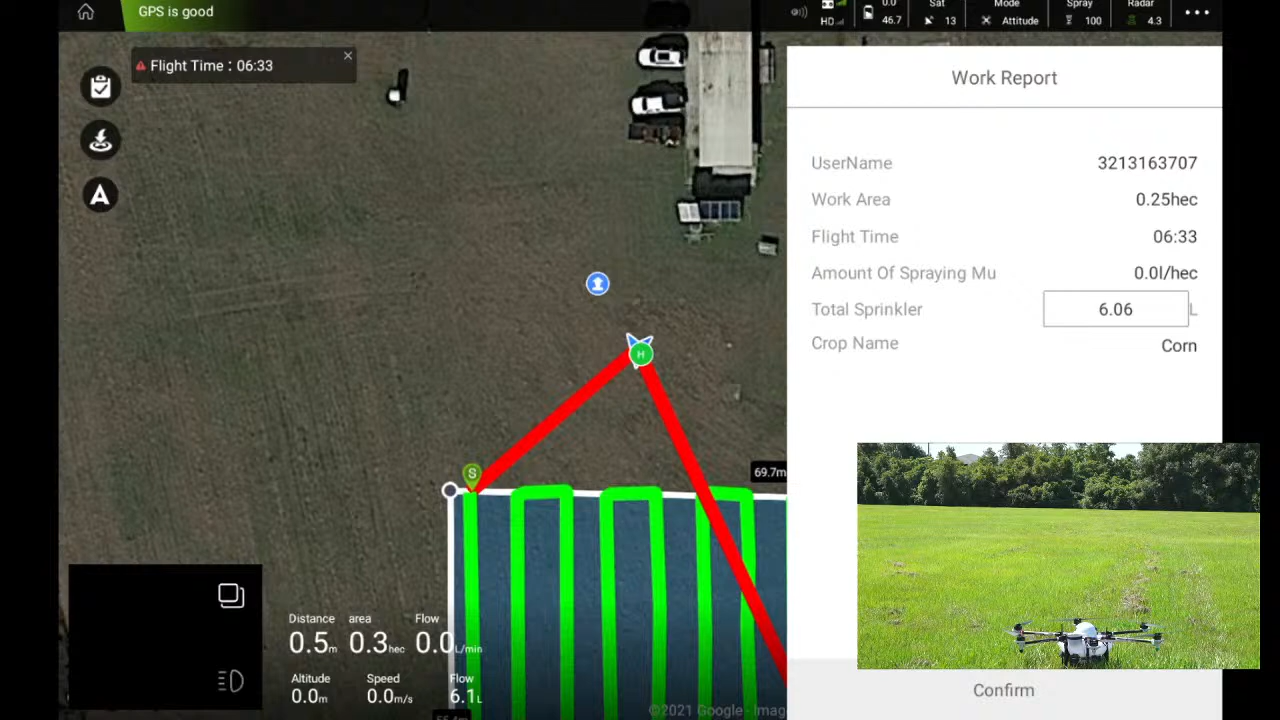 GPS is good
HD
46.7
Sat
13
Mode
Attitude
Spray
100
Radar
4.3
Flight Time : 06:33
Work Report
UserName 3213163707
Work Area 0.25hec
Flight Time 06:33
Amount Of Spraying Mu 0.0l/hec
Total Sprinkler 6.06 L
Crop Name Corn
H
S
A
69.7m
Distance area Flow
0.5m 0.3hec 0.0L/min
Altitude Speed Flow
0.0m 0.0m/s 6.1L
©2021 Google - Imag
Confirm